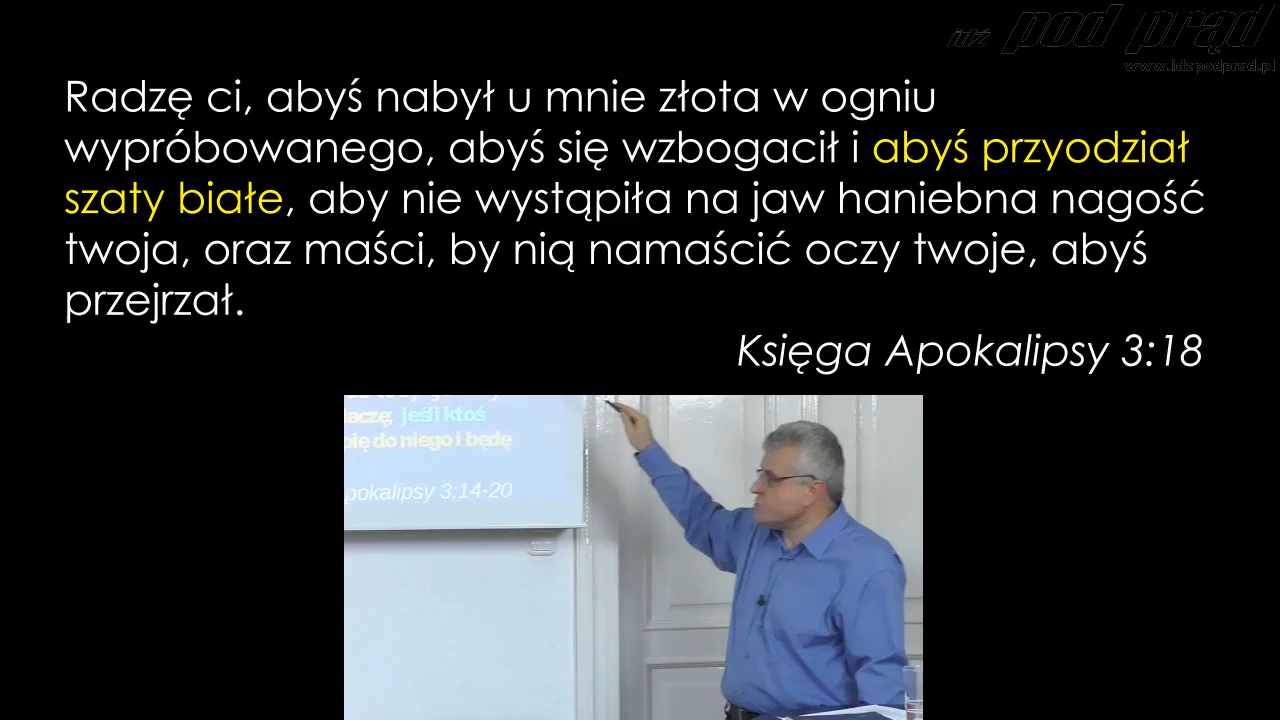 idź pod prąd
www.idzpodprad.pl
Radzę ci, abyś nabył u mnie złota w ogniu
wypróbowanego, abyś się wzbogacił i abyś przyodział
szaty białe, aby nie wystąpiła na jaw haniebna nagość
twoja, oraz maści, by nią namaścić oczy twoje, abyś
przejrzał.
Księga Apokalipsy 3:18
jeśli ktoś
do niego i będę
pokalipsy 3:14-20